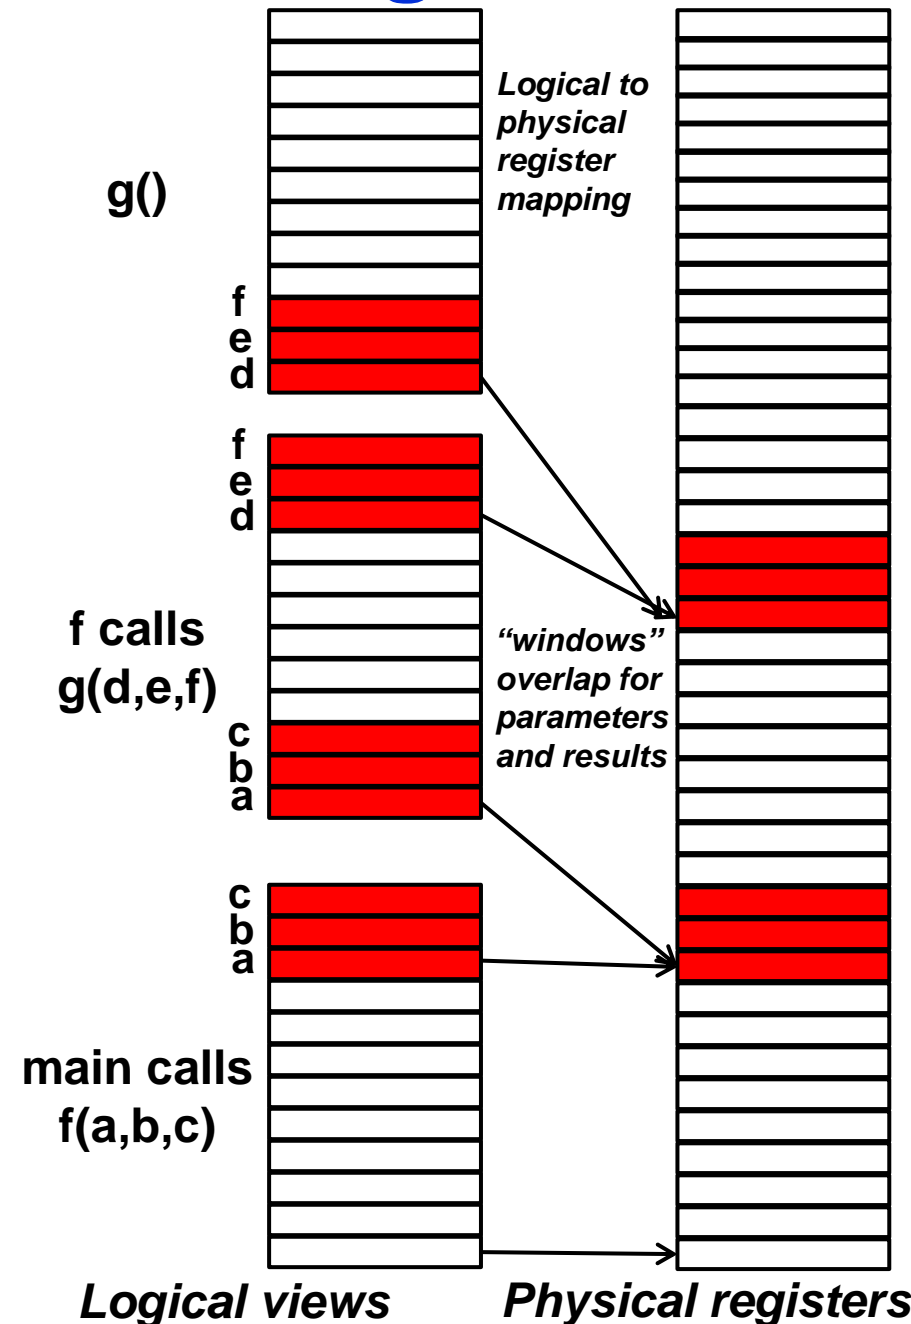 Logical to
physical
register
mapping
g()
f
e
d
f
e
d
f calls
g(d,e,f)
“windows”
overlap for
parameters
and results
c
b
a
c
b
a
main calls
f(a,b,c)
Logical views
Physical registers